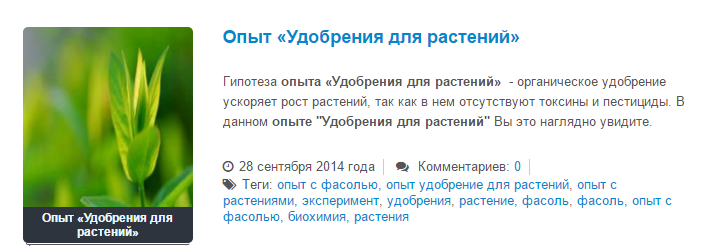 Опыт «Удобрения для растений»
Гипотеза опыта «Удобрения для растений» - органическое удобрение
ускоряет рост растений, так как в нем отсутствуют токсины и пестициды. В
данном опыте "Удобрения для растений" Вы это наглядно увидите.
28 сентября 2014 года Комментариев: 0
Теги: опыт с фасолью, опыт удобрение для растений, опыт с
растениями, эксперимент, удобрения, растение, фасоль, фасоль, опыт с
фасолью, биохимия, растения
Опыт «Удобрения для
растений»